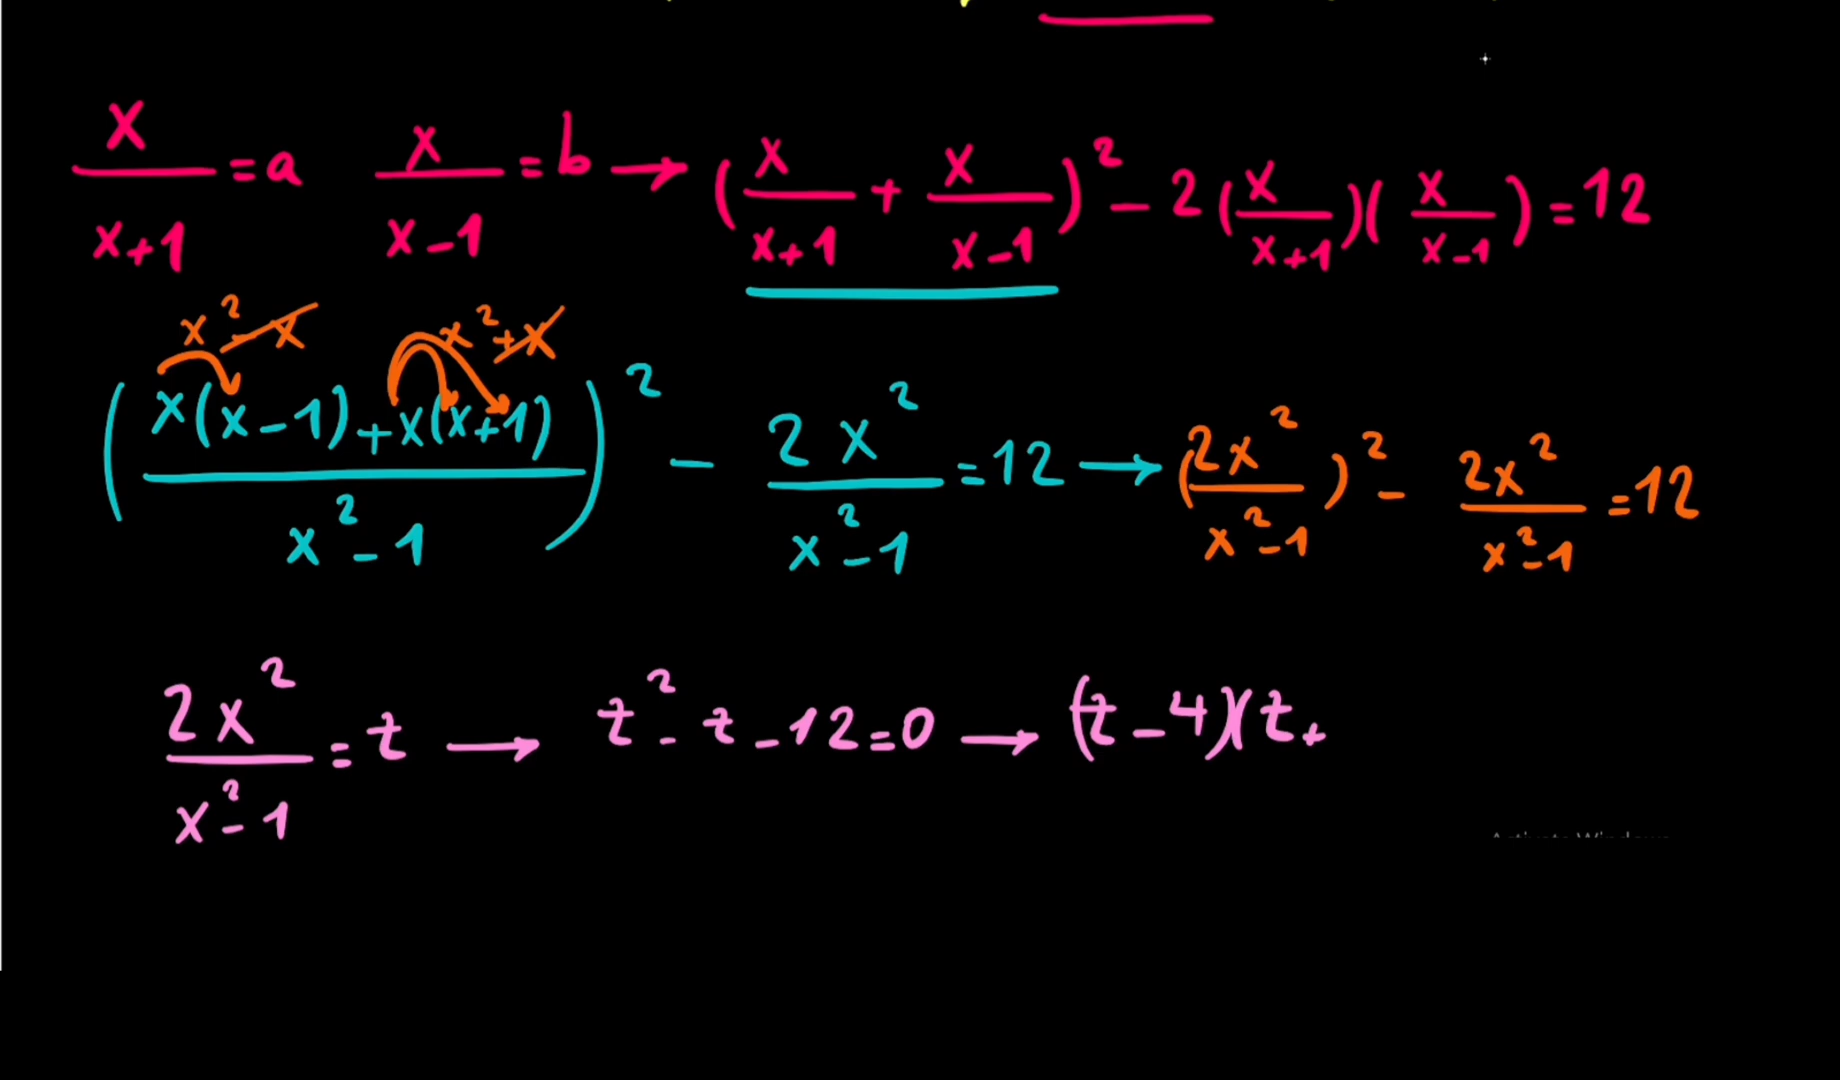 x/(x+1) = a x/(x-1) = b → (x/(x+1) + x/(x-1))² - 2(x/(x+1))(x/(x-1)) = 12
x² - x x² + x
((x(x-1) + x(x+1))/(x²-1))² - 2x²/(x²-1) = 12 → (2x²/(x²-1))² - 2x²/(x²-1) = 12
2x²/(x²-1) = t → t² - t - 12 = 0 → (t - 4)(t +